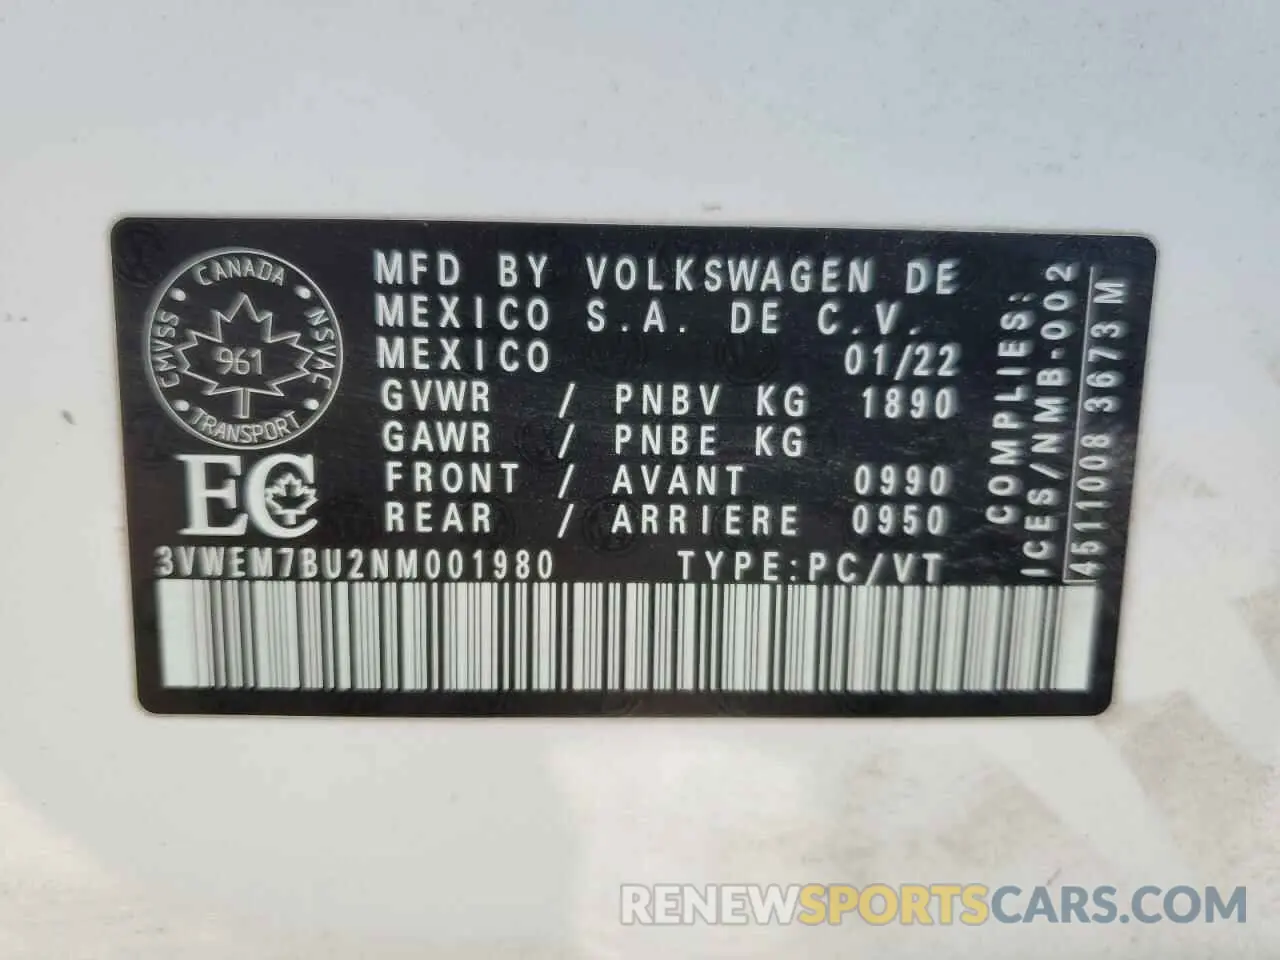 CANADA
CMVSS
NSVAC
961
TRANSPORT
EC
MFD BY VOLKSWAGEN DE
MEXICO S.A. DE C.V.
MEXICO 01/22
GVWR / PNBV KG 1890
GAWR / PNBE KG
FRONT / AVANT 0990
REAR / ARRIERE 0950
3VWEM7BU2NM001980 TYPE:PC/VT
COMPLIES:
ICES/NMB-002
4511008 3673 M
RENEWSPORTSCARS.COM